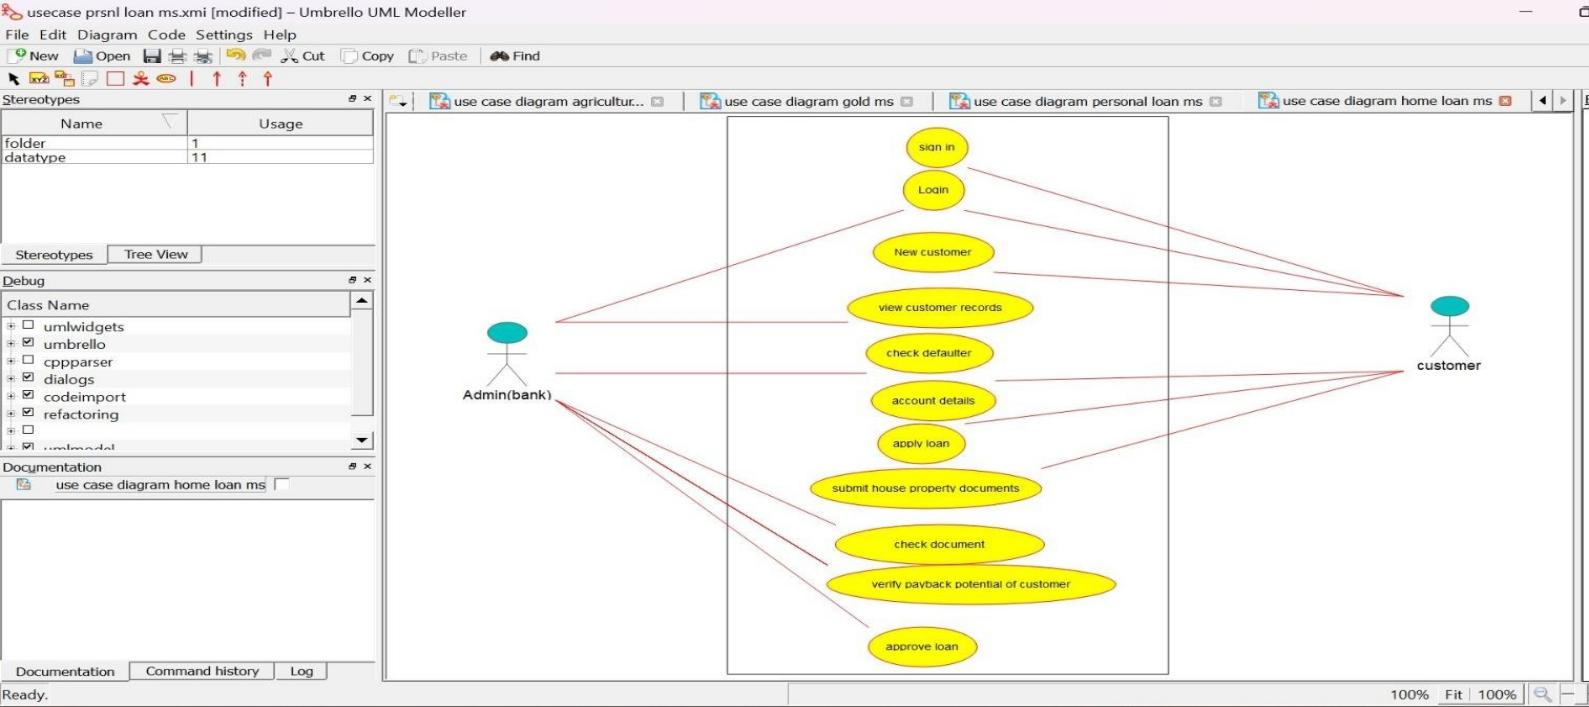 usecase prsnl loan ms.xmi [modified] – Umbrello UML Modeller
File Edit Diagram Code Settings Help
New Open Cut Copy Paste Find
Stereotypes
Name Usage
folder 1
datatype 11
Stereotypes Tree View
Debug
Class Name
umlwidgets
umbrello
cppparser
dialogs
codeimport
refactoring
umlmodel
Documentation
use case diagram home loan ms
Documentation Command history Log
Ready.
use case diagram agricultur... use case diagram gold ms use case diagram personal loan ms use case diagram home loan ms
sign in
Login
New customer
view customer records
check defaulter
account details
apply loan
submit house property documents
check document
verify payback potential of customer
approve loan
Admin(bank)
customer
100% Fit 100%